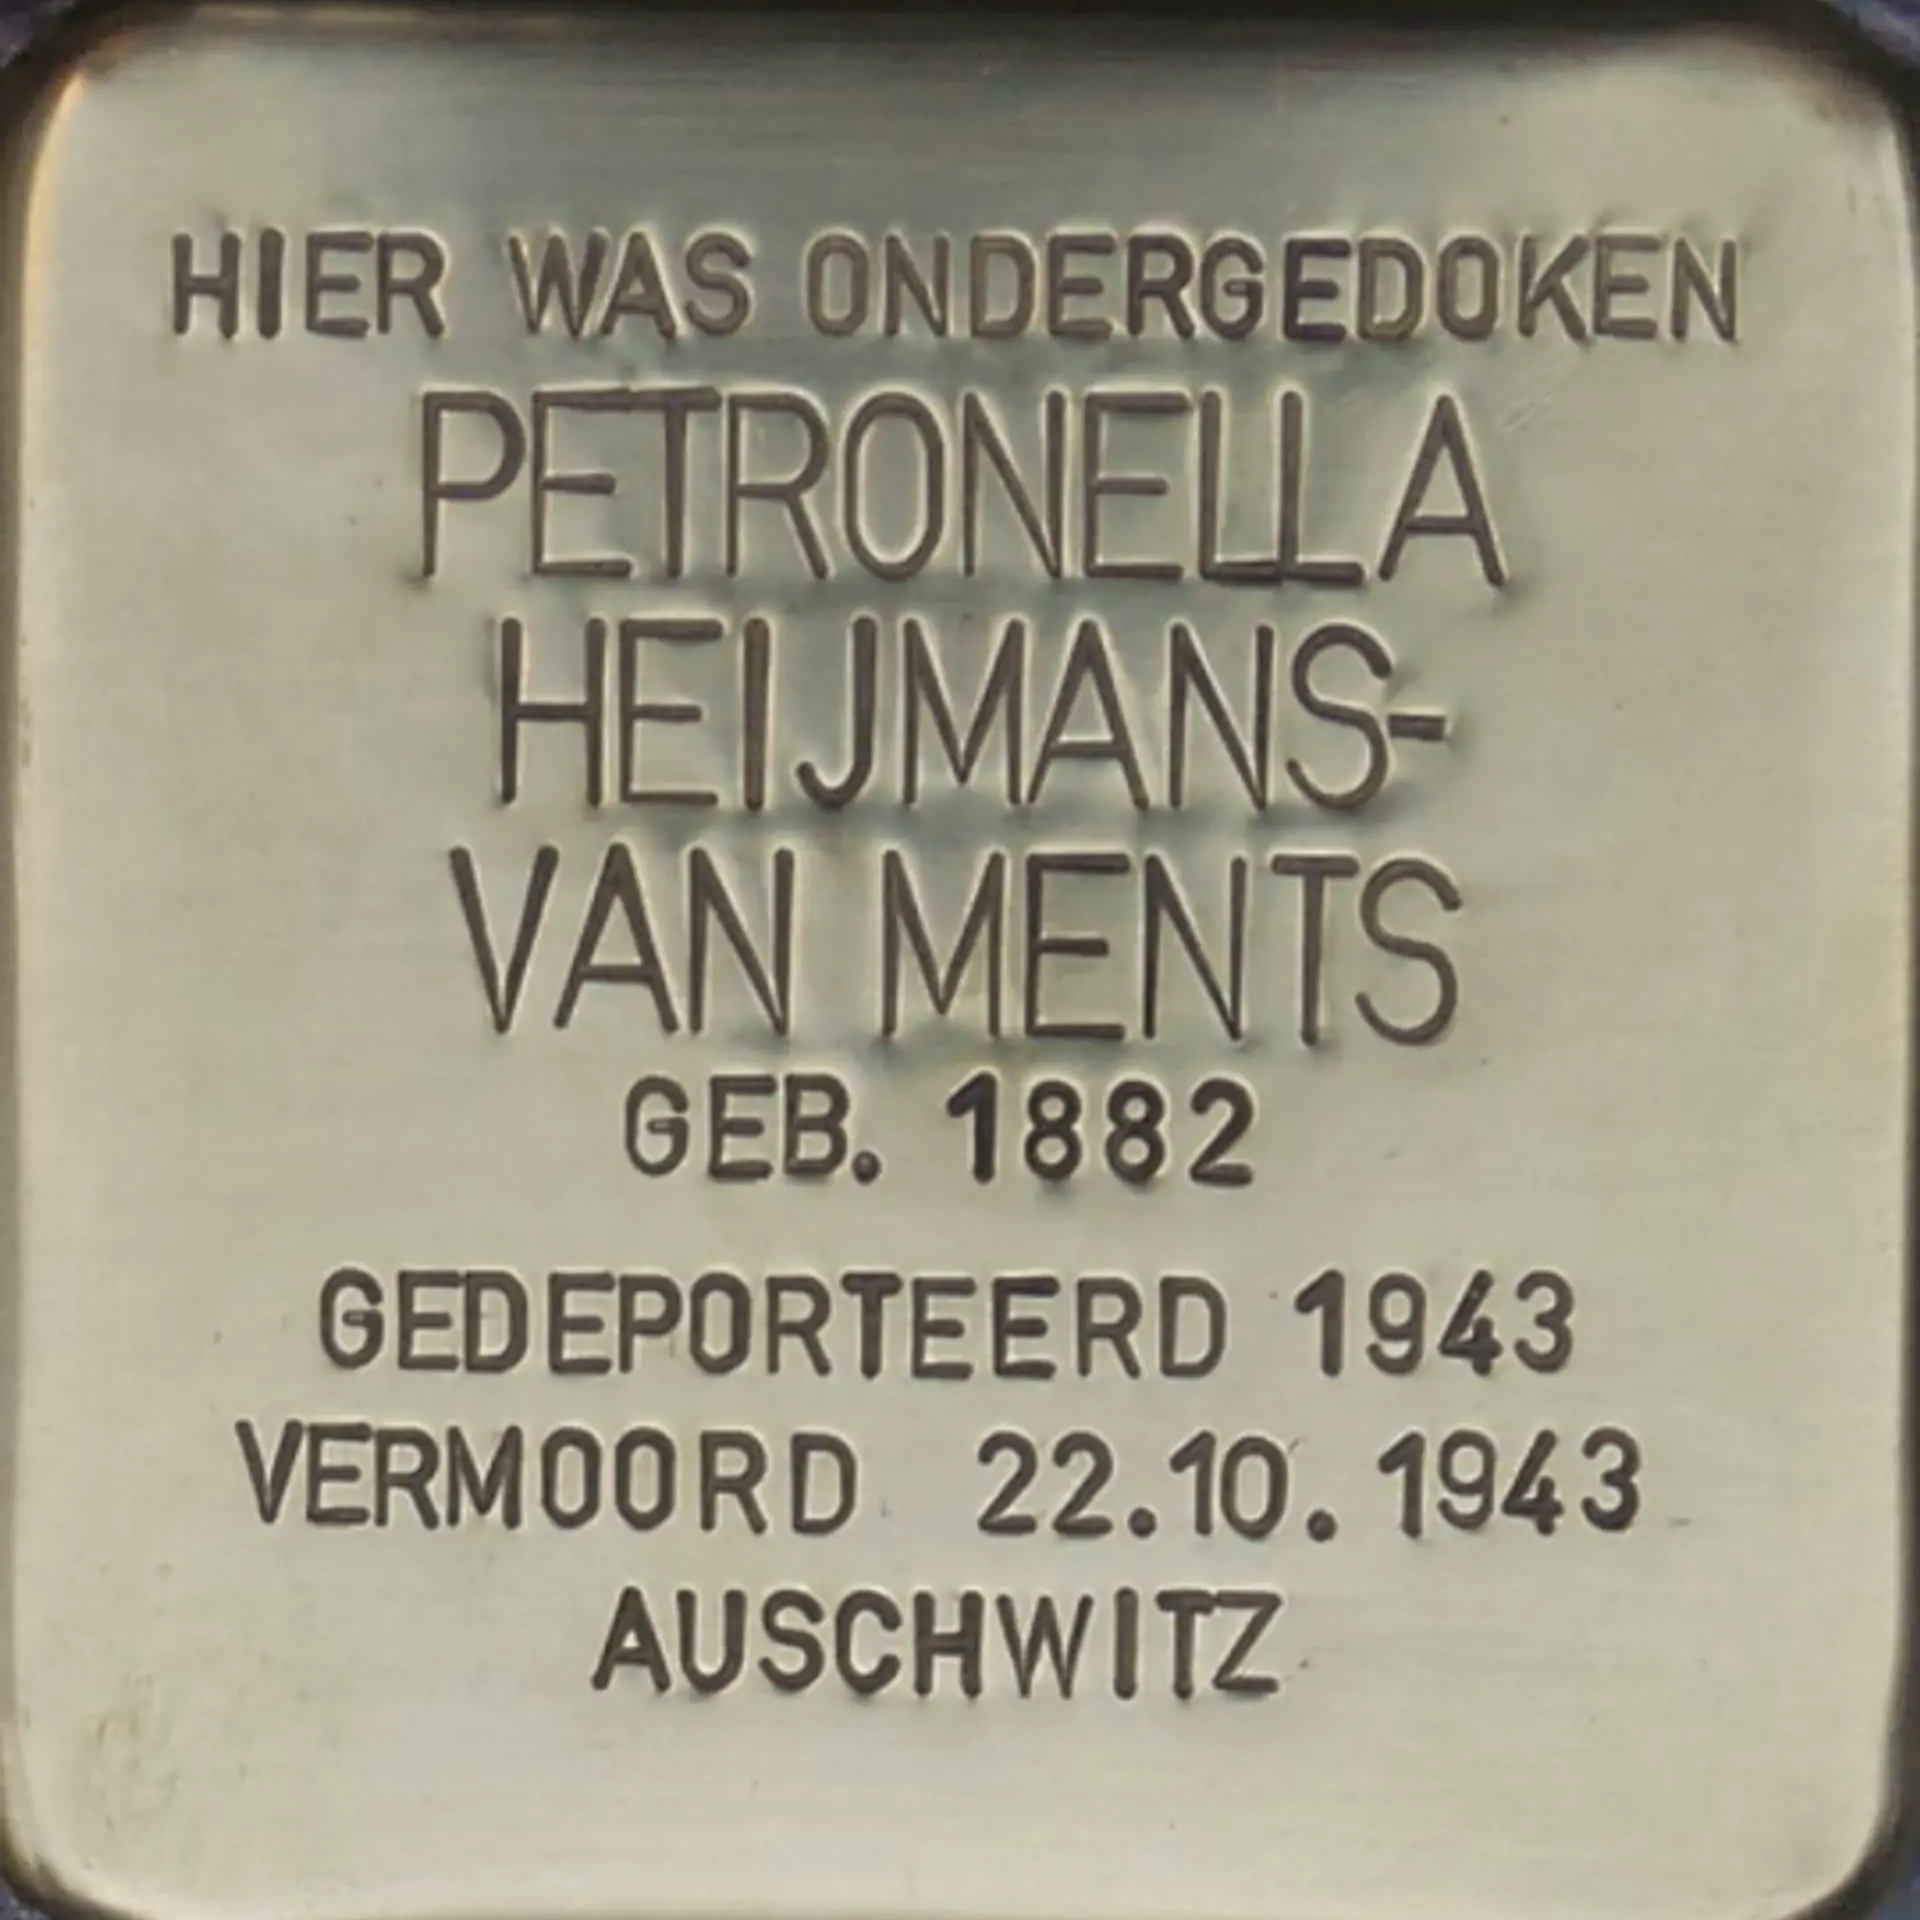 HIER WAS ONDERGEDOKEN
PETRONELLA
HEIJMANS-
VAN MENTS
GEB. 1882
GEDEPORTEERD 1943
VERMOORD 22.10.1943
AUSCHWITZ